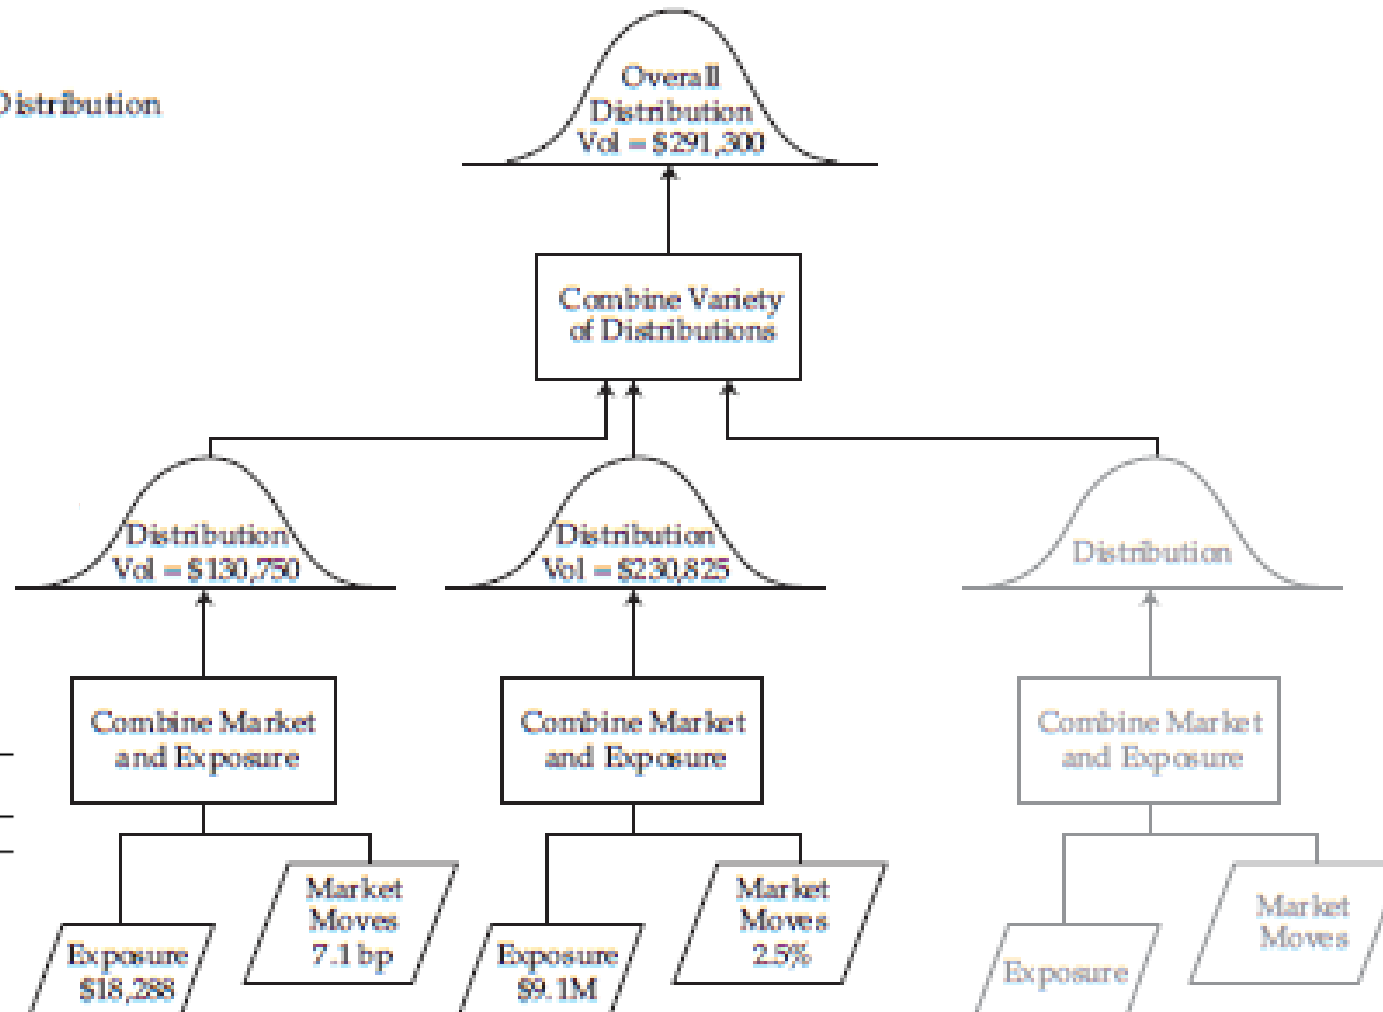 Distribution
Overall
Distribution
Vol = $291,300
Combine Variety
of Distributions
Distribution
Vol = $130,750
Distribution
Vol = $230,825
Distribution
Combine Market
and Exposure
Combine Market
and Exposure
Combine Market
and Exposure
Market
Moves
7.1 bp
Exposure
$18,288
Market
Moves
2.5%
Exposure
$9.1M
Market
Moves
Exposure